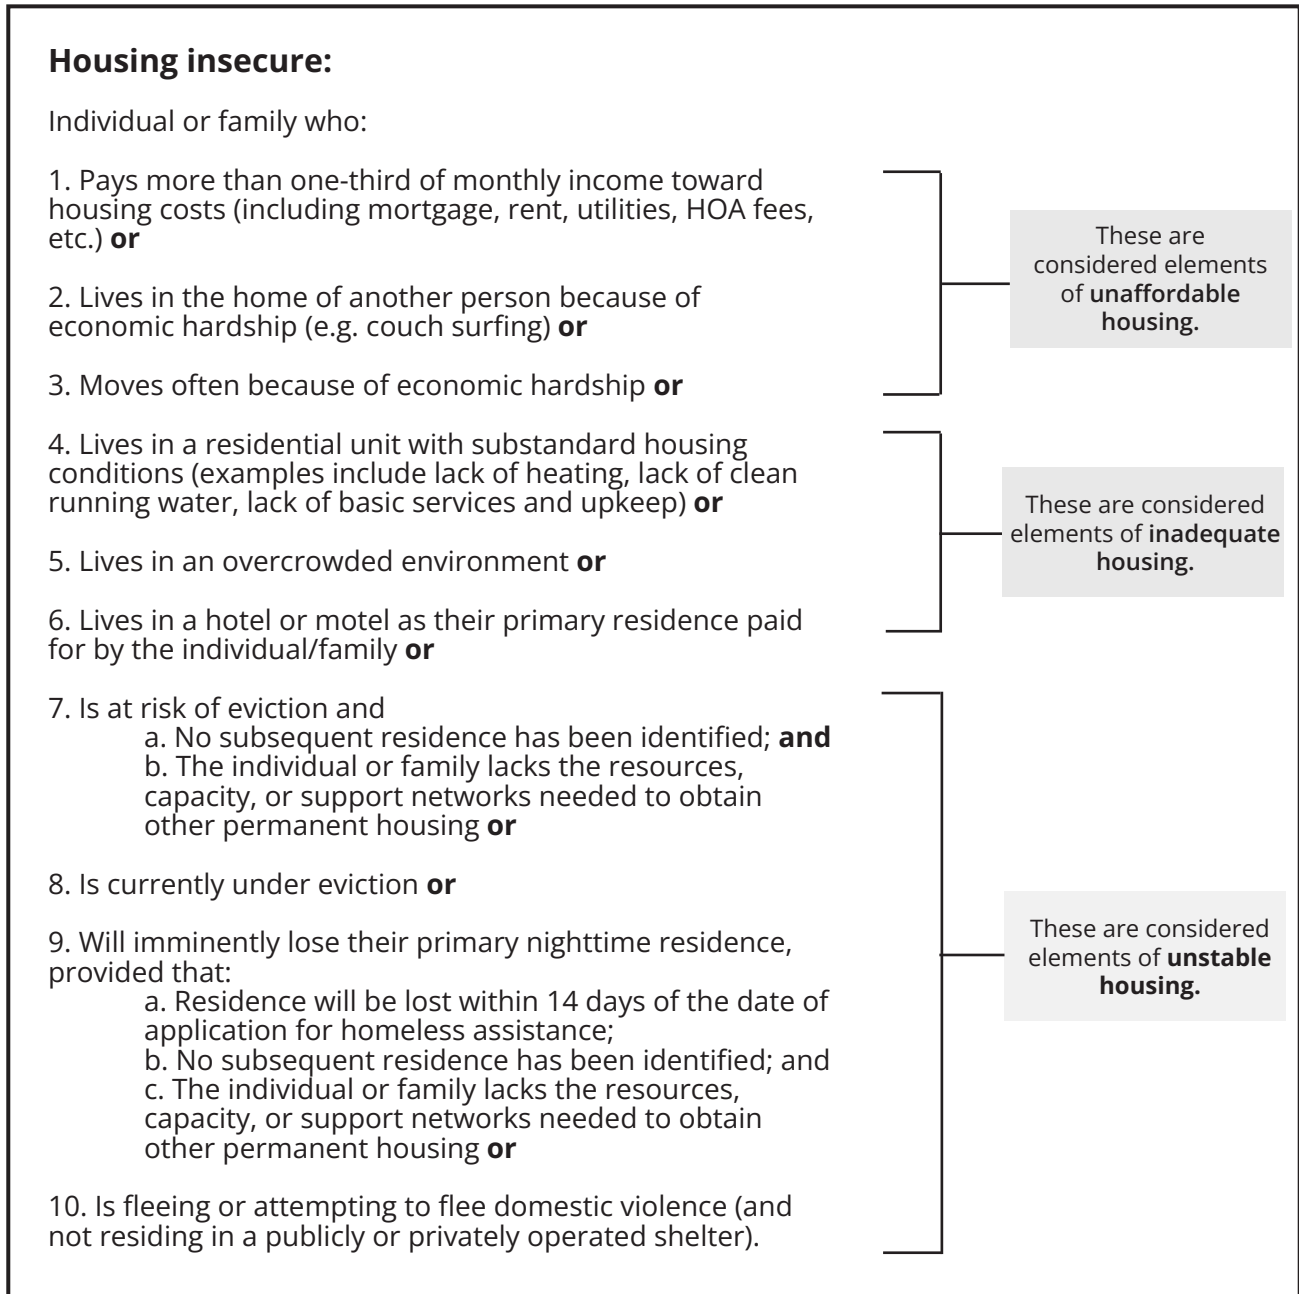 Housing insecure:
Individual or family who:
1. Pays more than one-third of monthly income toward
housing costs (including mortgage, rent, utilities, HOA fees,
etc.) or
2. Lives in the home of another person because of
economic hardship (e.g. couch surfing) or
3. Moves often because of economic hardship or
These are
considered elements
of unaffordable
housing.
4. Lives in a residential unit with substandard housing
conditions (examples include lack of heating, lack of clean
running water, lack of basic services and upkeep) or
5. Lives in an overcrowded environment or
6. Lives in a hotel or motel as their primary residence paid
for by the individual/family or
These are considered
elements of inadequate
housing.
7. Is at risk of eviction and
a. No subsequent residence has been identified; and
b. The individual or family lacks the resources,
capacity, or support networks needed to obtain
other permanent housing or
8. Is currently under eviction or
9. Will imminently lose their primary nighttime residence,
provided that:
a. Residence will be lost within 14 days of the date of
application for homeless assistance;
b. No subsequent residence has been identified; and
c. The individual or family lacks the resources,
capacity, or support networks needed to obtain
other permanent housing or
10. Is fleeing or attempting to flee domestic violence (and
not residing in a publicly or privately operated shelter).
These are considered
elements of unstable
housing.